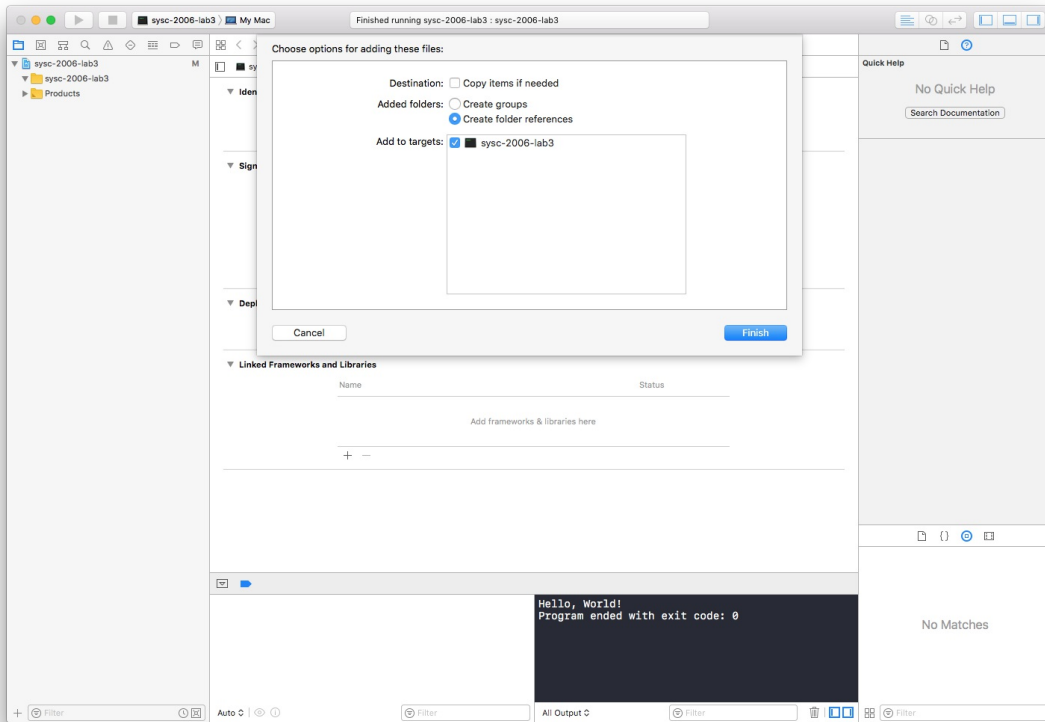 sysc-2006-lab3 My Mac
Finished running sysc-2006-lab3 : sysc-2006-lab3
sysc-2006-lab3 M
sysc-2006-lab3
Products
sy
Iden
Sign
Depl
Choose options for adding these files:
Destination: Copy items if needed
Added folders: Create groups
Create folder references
Add to targets: sysc-2006-lab3
Cancel Finish
Linked Frameworks and Libraries
Name Status
Add frameworks & libraries here
Quick Help
No Quick Help
Search Documentation
Hello, World!
Program ended with exit code: 0
No Matches
Filter
Auto
Filter
All Output
Filter
Filter